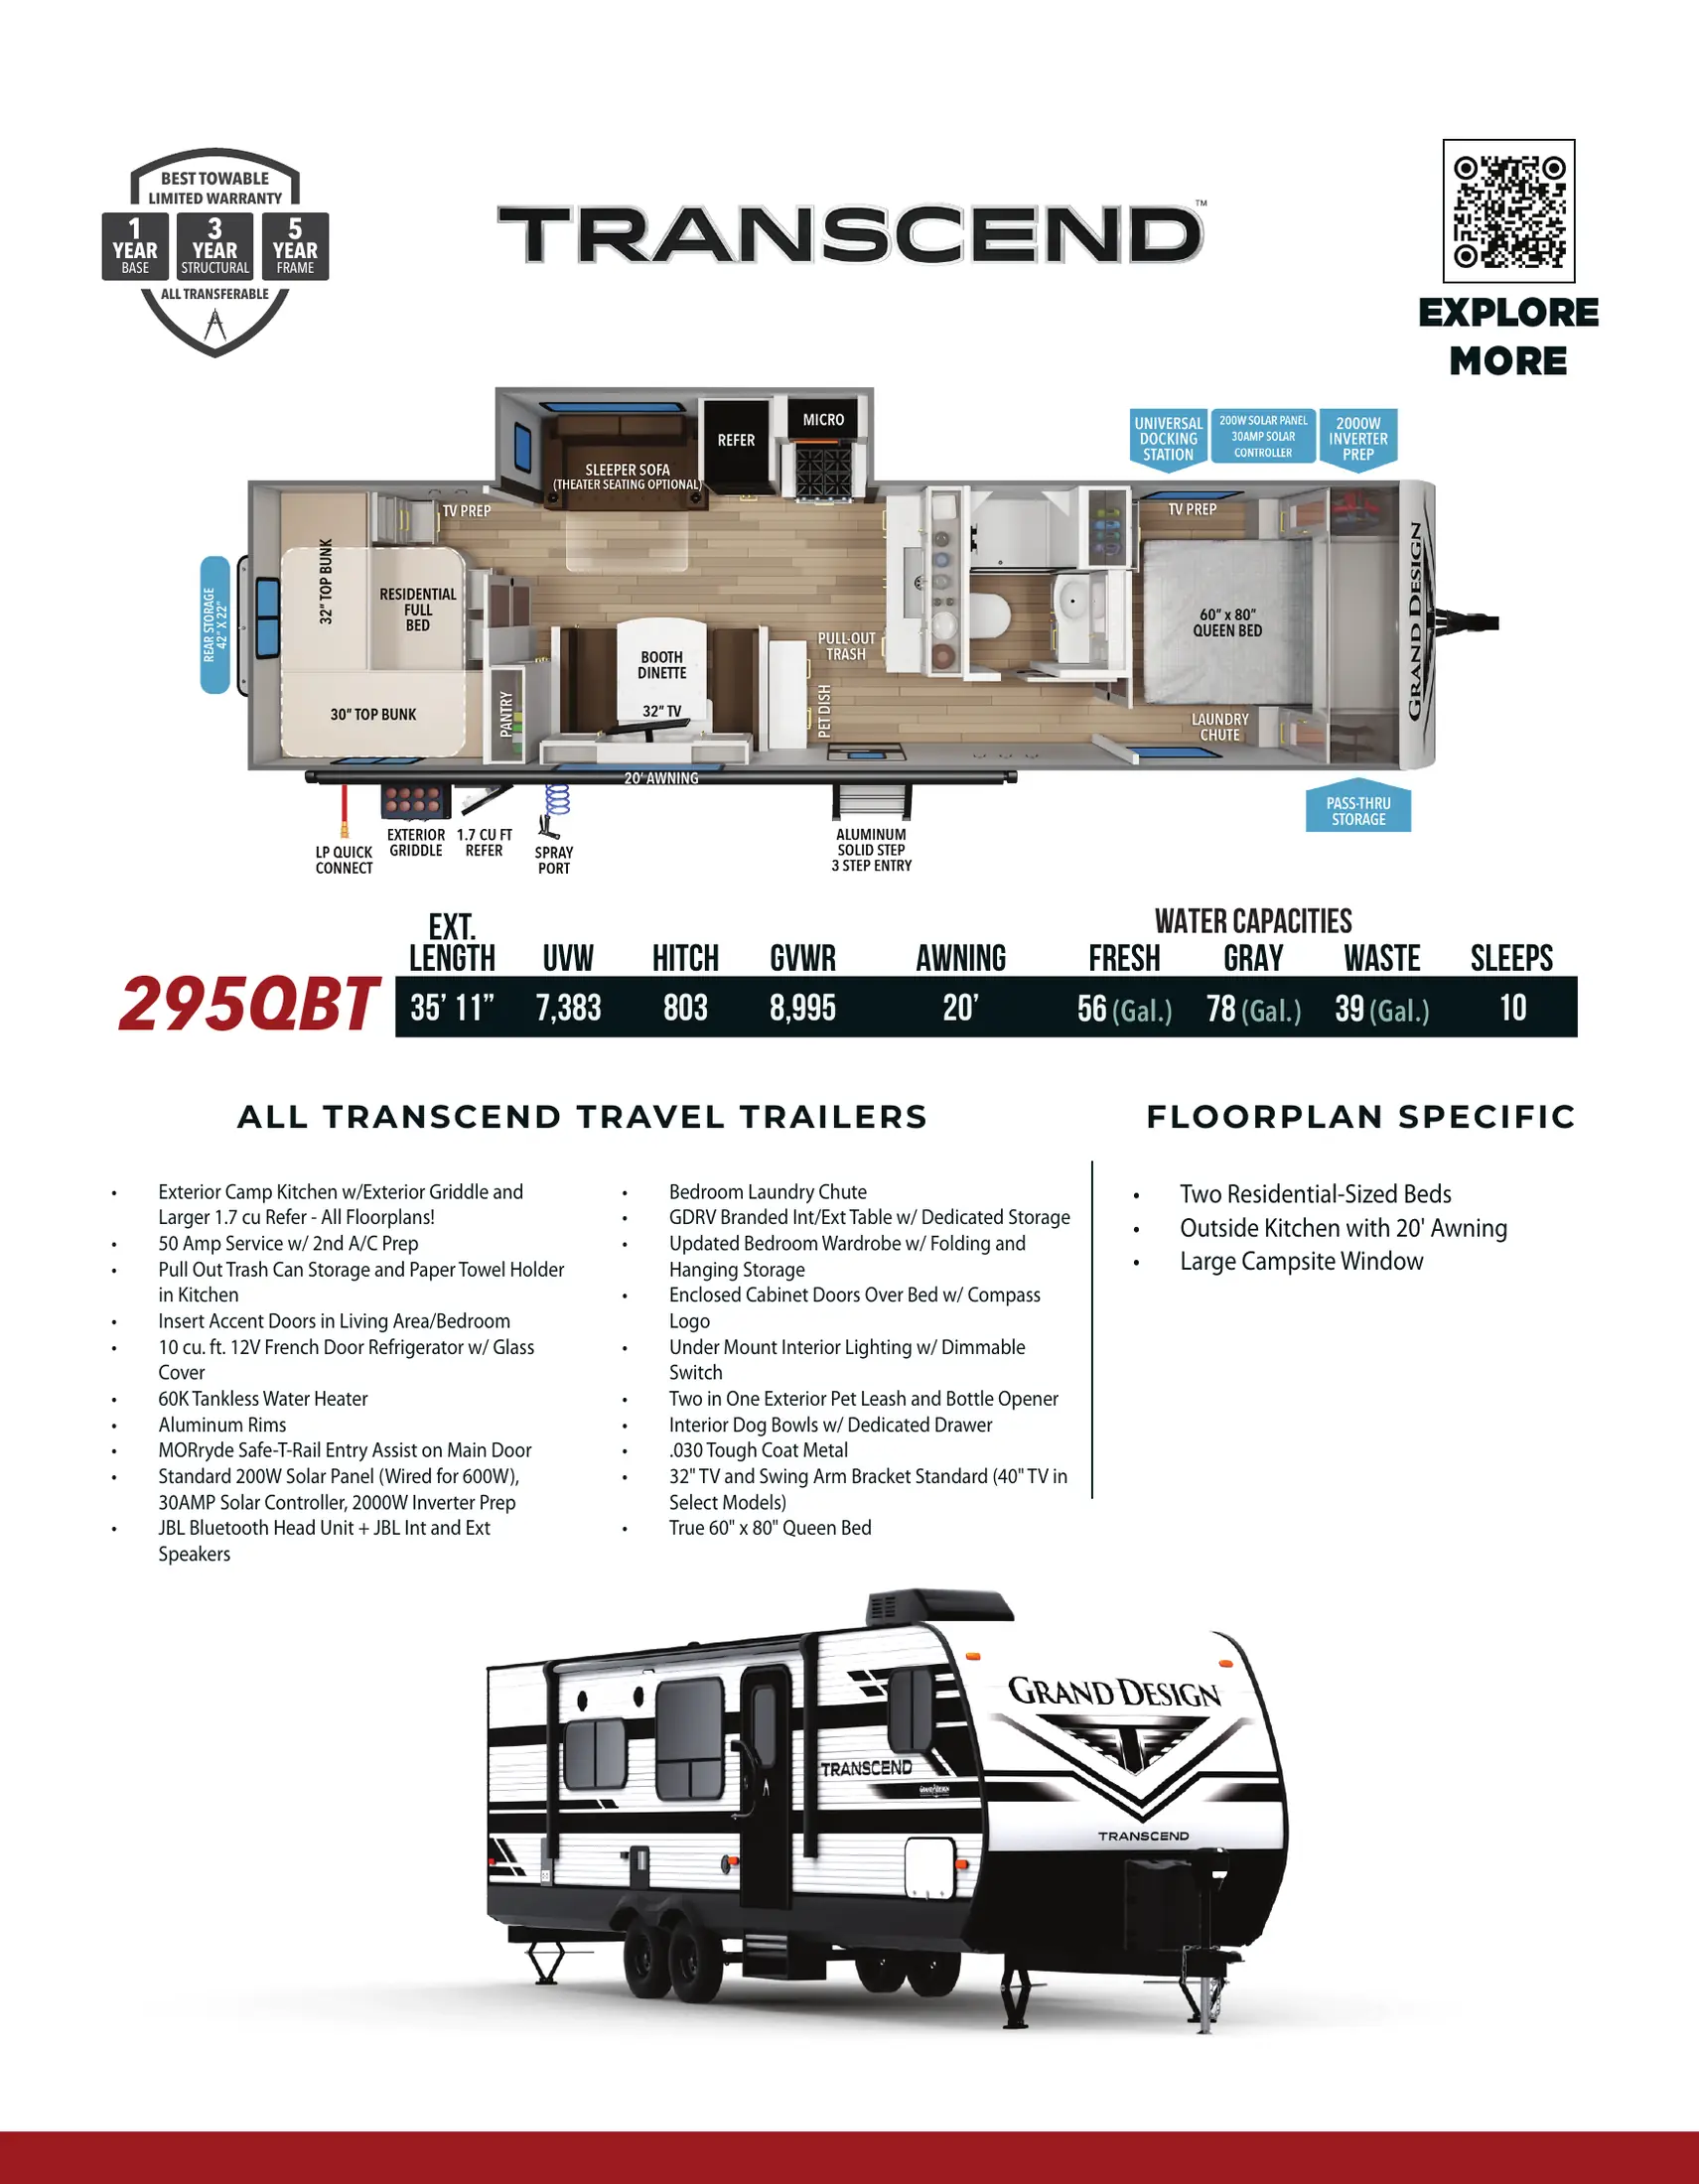 BEST TOWABLE
LIMITED WARRANTY
1 YEAR BASE
3 YEAR STRUCTURAL
5 YEAR FRAME
ALL TRANSFERABLE
TRANSCEND™
EXPLORE
MORE
MICRO
REFER
SLEEPER SOFA
(THEATER SEATING OPTIONAL)
UNIVERSAL
DOCKING
STATION
200W SOLAR PANEL
30AMP SOLAR
CONTROLLER
2000W
INVERTER
PREP
TV PREP
TV PREP
REAR STORAGE
42" X 22"
32" TOP BUNK
RESIDENTIAL
FULL
BED
30" TOP BUNK
PANTRY
BOOTH
DINETTE
32" TV
PULL-OUT
TRASH
PET DISH
60" x 80"
QUEEN BED
LAUNDRY
CHUTE
GRAND DESIGN
20' AWNING
PASS-THRU
STORAGE
LP QUICK
CONNECT
EXTERIOR
GRIDDLE
1.7 CU FT
REFER
SPRAY
PORT
ALUMINUM
SOLID STEP
3 STEP ENTRY
WATER CAPACITIES
EXT.
LENGTH UVW HITCH GVWR AWNING FRESH GRAY WASTE SLEEPS
295QBT 35' 11" 7,383 803 8,995 20' 56 (Gal.) 78 (Gal.) 39 (Gal.) 10
ALL TRANSCEND TRAVEL TRAILERS
• Exterior Camp Kitchen w/Exterior Griddle and
Larger 1.7 cu Refer - All Floorplans!
• 50 Amp Service w/ 2nd A/C Prep
• Pull Out Trash Can Storage and Paper Towel Holder
in Kitchen
• Insert Accent Doors in Living Area/Bedroom
• 10 cu. ft. 12V French Door Refrigerator w/ Glass
Cover
• 60K Tankless Water Heater
• Aluminum Rims
• MORryde Safe-T-Rail Entry Assist on Main Door
• Standard 200W Solar Panel (Wired for 600W),
30AMP Solar Controller, 2000W Inverter Prep
• JBL Bluetooth Head Unit + JBL Int and Ext
Speakers
• Bedroom Laundry Chute
• GDRV Branded Int/Ext Table w/ Dedicated Storage
• Updated Bedroom Wardrobe w/ Folding and
Hanging Storage
• Enclosed Cabinet Doors Over Bed w/ Compass
Logo
• Under Mount Interior Lighting w/ Dimmable
Switch
• Two in One Exterior Pet Leash and Bottle Opener
• Interior Dog Bowls w/ Dedicated Drawer
• .030 Tough Coat Metal
• 32" TV and Swing Arm Bracket Standard (40" TV in
Select Models)
• True 60" x 80" Queen Bed
FLOORPLAN SPECIFIC
• Two Residential-Sized Beds
• Outside Kitchen with 20' Awning
• Large Campsite Window
GRAND DESIGN
TRANSCEND
GRAND DESIGN
TRANSCEND